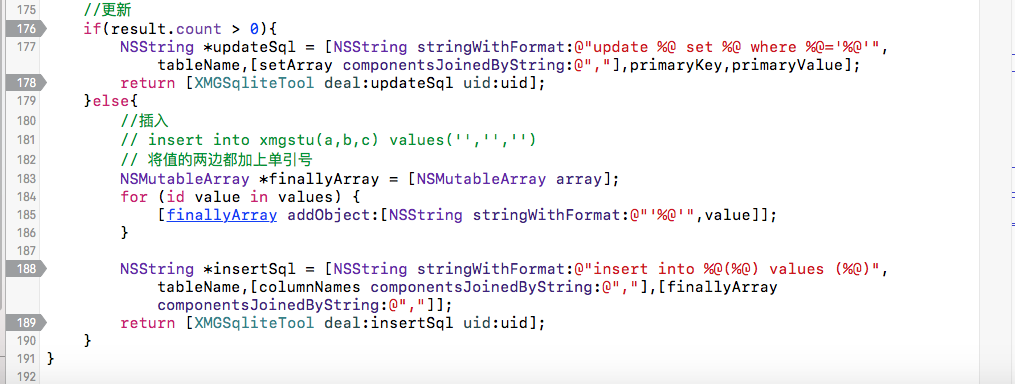 175 //更新
176 if(result.count > 0){
177 NSString *updateSql = [NSString stringWithFormat:@"update %@ set %@ where %@='%@'",
tableName,[setArray componentsJoinedByString:@","],primaryKey,primaryValue];
178 return [XMGSqliteTool deal:updateSql uid:uid];
179 }else{
180 //插入
181 // insert into xmgstu(a,b,c) values('','','')
182 // 将值的两边都加上单引号
183 NSMutableArray *finallyArray = [NSMutableArray array];
184 for (id value in values) {
185 [finallyArray addObject:[NSString stringWithFormat:@"'%@'",value]];
186 }
187
188 NSString *insertSql = [NSString stringWithFormat:@"insert into %@(%@) values (%@)",
tableName,[columnNames componentsJoinedByString:@","],[finallyArray
componentsJoinedByString:@","]];
189 return [XMGSqliteTool deal:insertSql uid:uid];
190 }
191 }
192